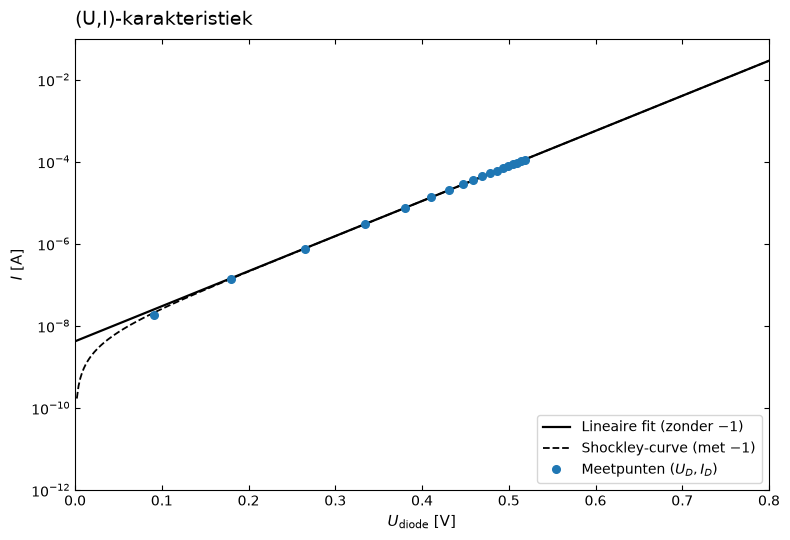 (U,I)-karakteristiek
10⁻²
10⁻⁴
10⁻⁶
10⁻⁸
10⁻¹⁰
10⁻¹²
I [A]
0.0 0.1 0.2 0.3 0.4 0.5 0.6 0.7 0.8
U_diode [V]
Lineaire fit (zonder −1)
Shockley-curve (met −1)
Meetpunten (U_D, I_D)